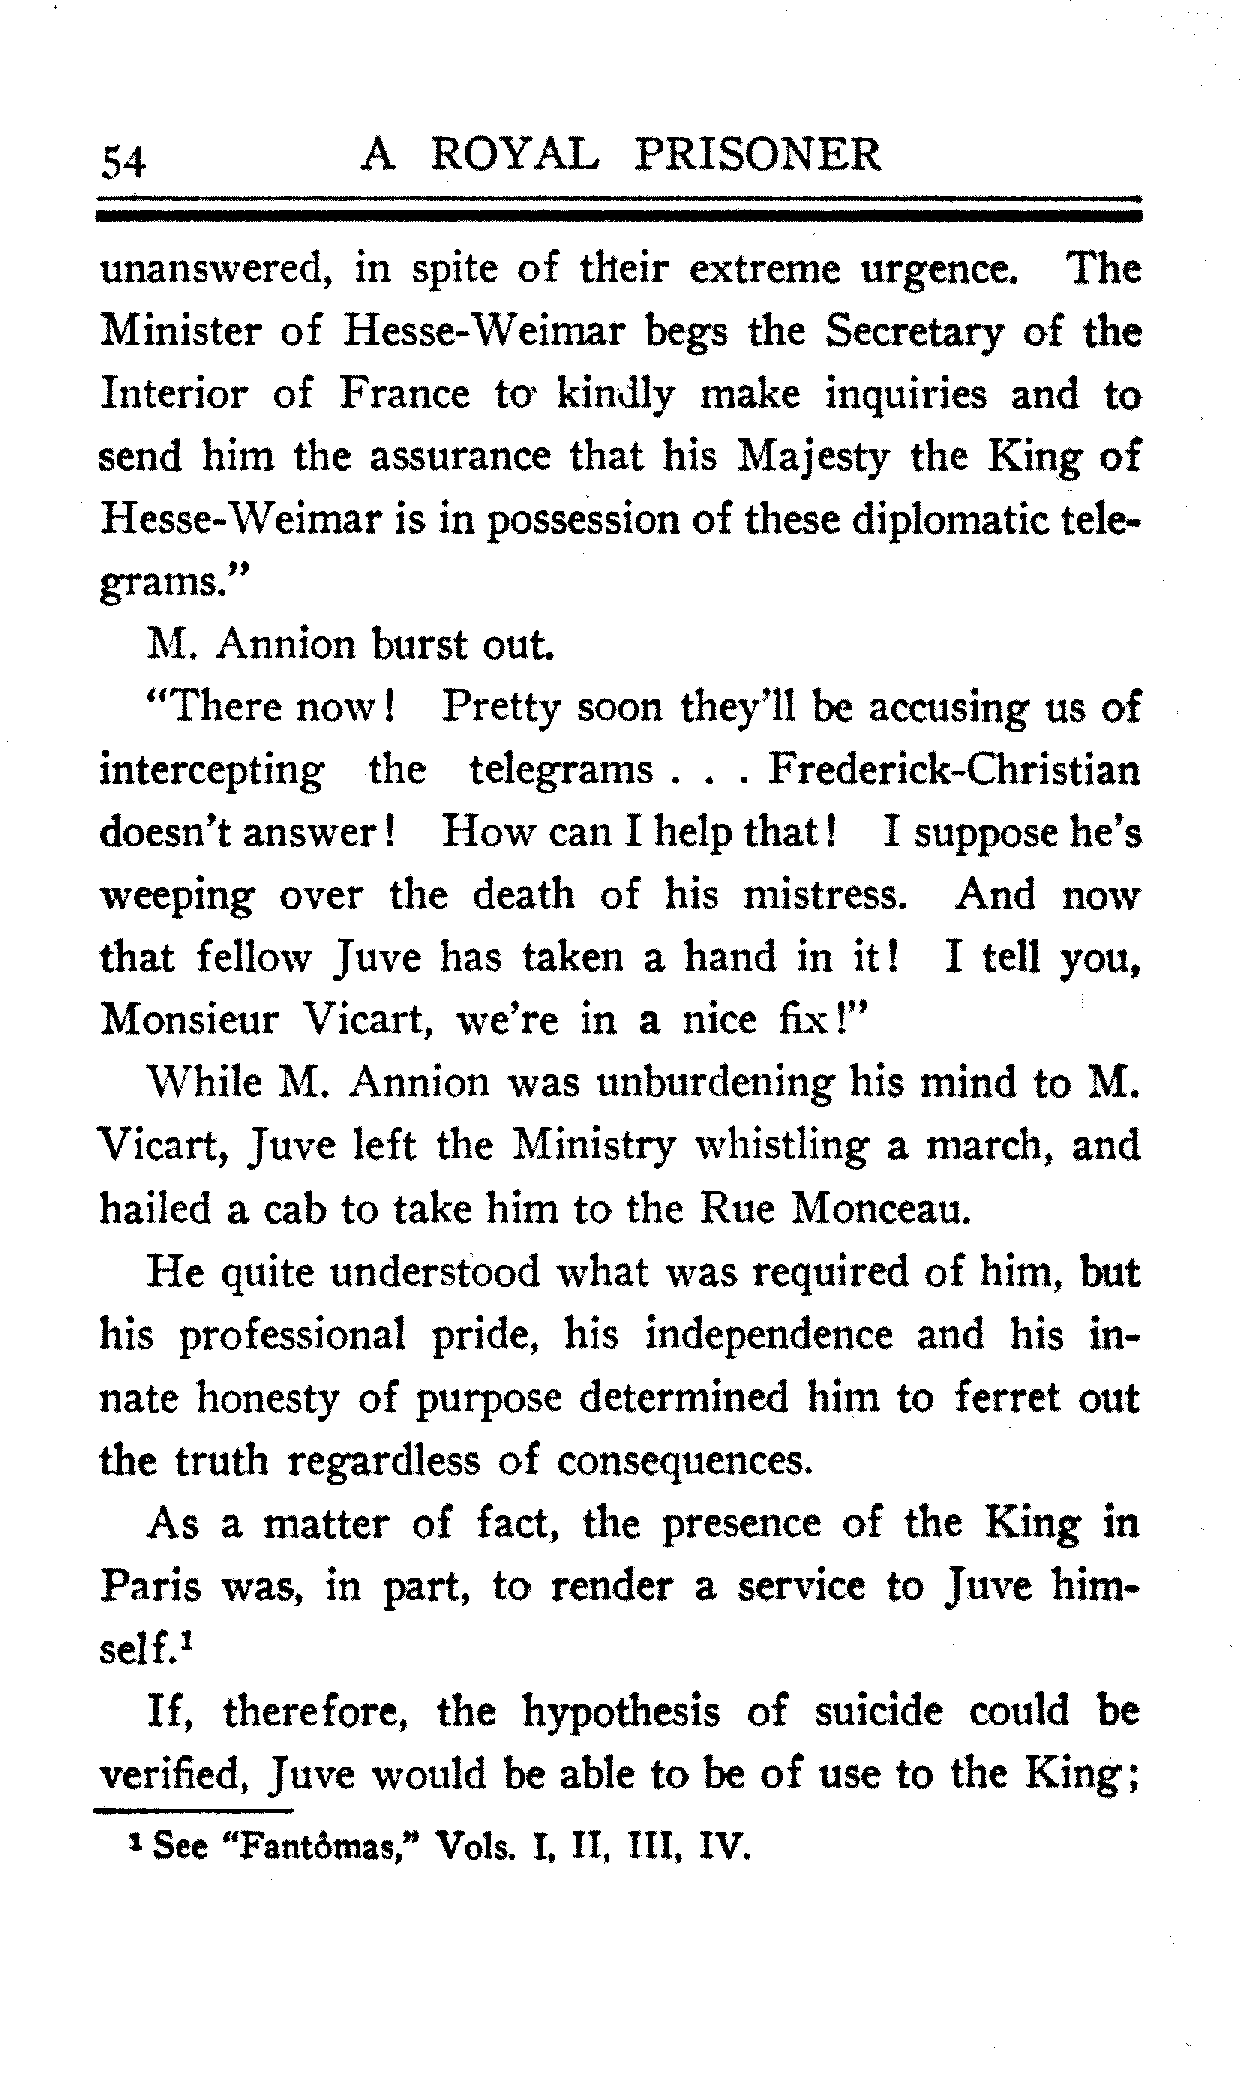 54 A ROYAL PRISONER
unanswered, in spite of their extreme urgence. The
Minister of Hesse-Weimar begs the Secretary of the
Interior of France to kindly make inquiries and to
send him the assurance that his Majesty the King of
Hesse-Weimar is in possession of these diplomatic tele-
grams."
M. Annion burst out.
"There now! Pretty soon they'll be accusing us of
intercepting the telegrams . . . Frederick-Christian
doesn't answer! How can I help that! I suppose he's
weeping over the death of his mistress. And now
that fellow Juve has taken a hand in it! I tell you,
Monsieur Vicart, we're in a nice fix!"
While M. Annion was unburdening his mind to M.
Vicart, Juve left the Ministry whistling a march, and
hailed a cab to take him to the Rue Monceau.
He quite understood what was required of him, but
his professional pride, his independence and his in-
nate honesty of purpose determined him to ferret out
the truth regardless of consequences.
As a matter of fact, the presence of the King in
Paris was, in part, to render a service to Juve him-
self.¹
If, therefore, the hypothesis of suicide could be
verified, Juve would be able to be of use to the King;
¹ See "Fantômas," Vols. I, II, III, IV.